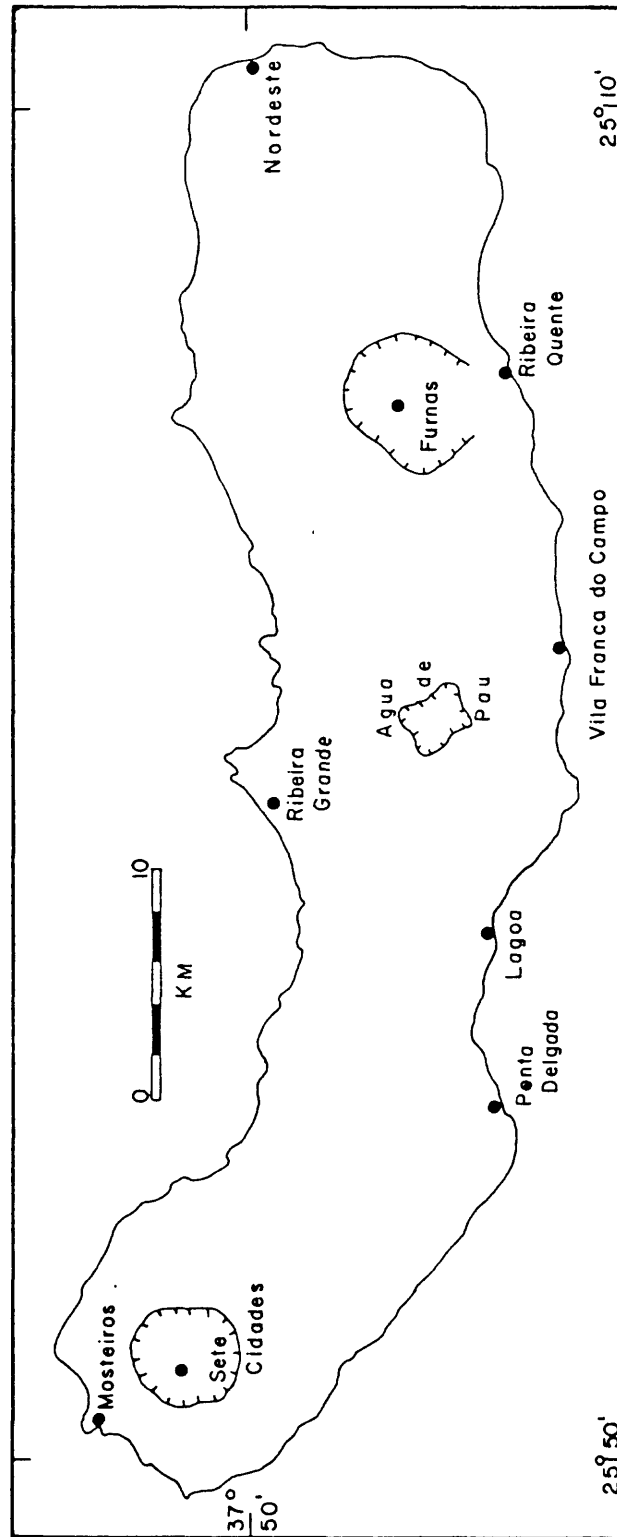 Mosteiros
Sete
Cidades
0
10
KM
Ribeira
Grande
Nordeste
Agua
de
Pau
Furnas
Ponta
Delgada
Lagoa
Vila Franca do Campo
Ribeira
Quente
37°
50'
25°50'
25°10'